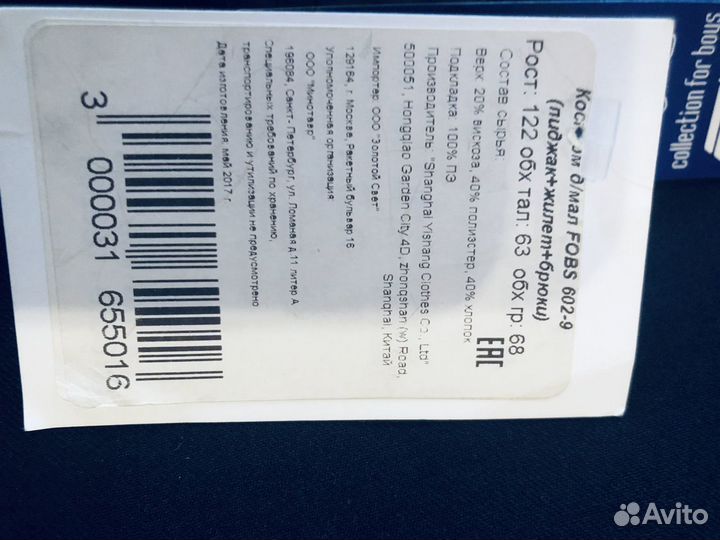 collection for boys
Костюм д/мал FOBS 602-9
(пиджак+жилет+брюки)
Рост: 122 обх тал: 63 обх гр: 68
Состав сырья:
Верх: 20% вискоза, 40% полиэстер, 40% хлопок
Подкладка: 100% ПЭ
EAC
Производитель: "Shanghai Yishang Clothes Co., Ltd"
500051, Hongqiao Garden City 4D, zhongshan (w) Road,
Shanghai, Китай
Импортер: ООО "Золотой Свет"
129164, г. Москва, Ракетный бульвар 16
Уполномоченная организация:
ООО "Минотавр"
196084, Санкт- Петербург, ул. Ломаная д 11 литер А
Специальных требований по хранению,
транспортированию и утилизации не предусмотрено
Дата изготовления: май 2017 г.
3 000031 655016
Avito